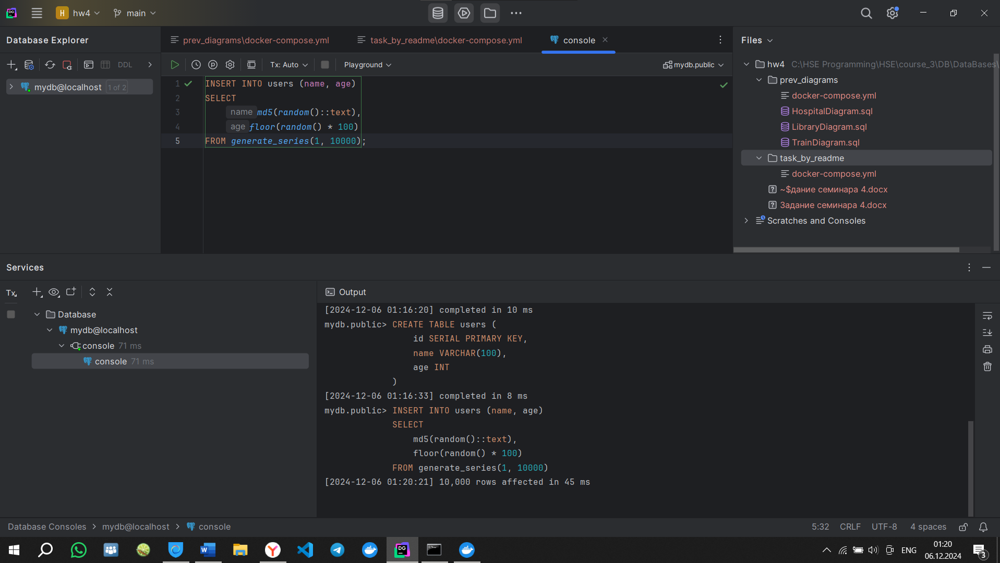 H hw4 main
Database Explorer
DDL
mydb@localhost 1 of 2
prev_diagrams\docker-compose.yml task_by_readme\docker-compose.yml console
Tx: Auto Playground mydb.public
1 INSERT INTO users (name, age)
2 SELECT
3 name md5(random()::text),
4 age floor(random() * 100)
5 FROM generate_series(1, 10000);
Files
hw4 C:\HSE Programming\HSE\course_3\DB\DataBases\
prev_diagrams
docker-compose.yml
HospitalDiagram.sql
LibraryDiagram.sql
TrainDiagram.sql
task_by_readme
docker-compose.yml
~$дание семинара 4.docx
Задание семинара 4.docx
Scratches and Consoles
Services
Tx
Database
mydb@localhost
console 71 ms
console 71 ms
Output
[2024-12-06 01:16:20] completed in 10 ms
mydb.public> CREATE TABLE users (
id SERIAL PRIMARY KEY,
name VARCHAR(100),
age INT
)
[2024-12-06 01:16:33] completed in 8 ms
mydb.public> INSERT INTO users (name, age)
SELECT
md5(random()::text),
floor(random() * 100)
FROM generate_series(1, 10000)
[2024-12-06 01:20:21] 10,000 rows affected in 45 ms
Database Consoles > mydb@localhost > console
5:32 CRLF UTF-8 4 spaces
ENG
01:20
06.12.2024
3